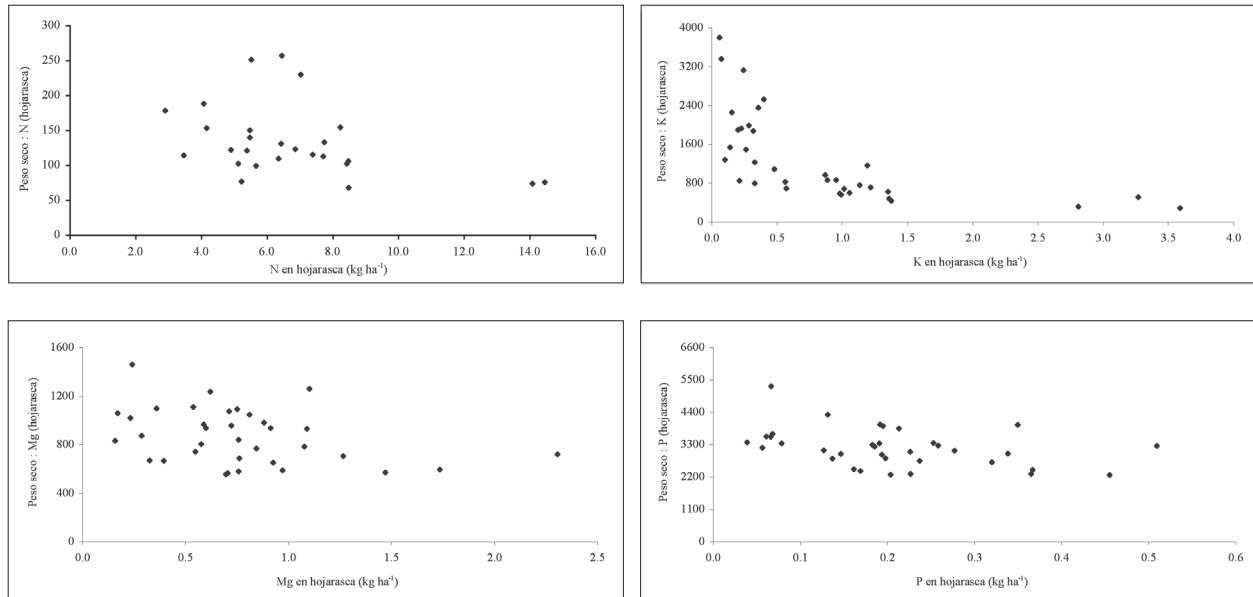 Peso seco : N (hojarasca)
300
250
200
150
100
50
0
0.0 2.0 4.0 6.0 8.0 10.0 12.0 14.0 16.0
N en hojarasca (kg ha⁻¹)
Peso seco : K (hojarasca)
4000
3200
2400
1600
800
0
0.0 0.5 1.0 1.5 2.0 2.5 3.0 3.5 4.0
K en hojarasca (kg ha⁻¹)
Peso seco : Mg (hojarasca)
1600
1200
800
400
0
0.0 0.5 1.0 1.5 2.0 2.5
Mg en hojarasca (kg ha⁻¹)
Peso seco : P (hojarasca)
6600
5500
4400
3300
2200
1100
0
0.0 0.1 0.2 0.3 0.4 0.5 0.6
P en hojarasca (kg ha⁻¹)